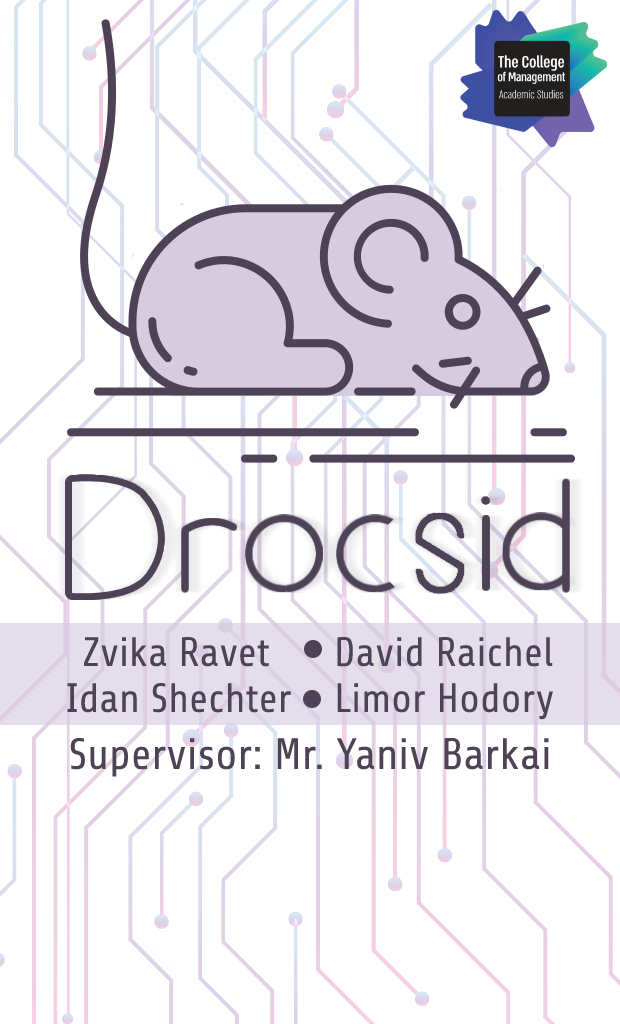 The College
of Management
Academic Studies
Drocsid
Zvika Ravet • David Raichel
Idan Shechter • Limor Hodory
Supervisor: Mr. Yaniv Barkai